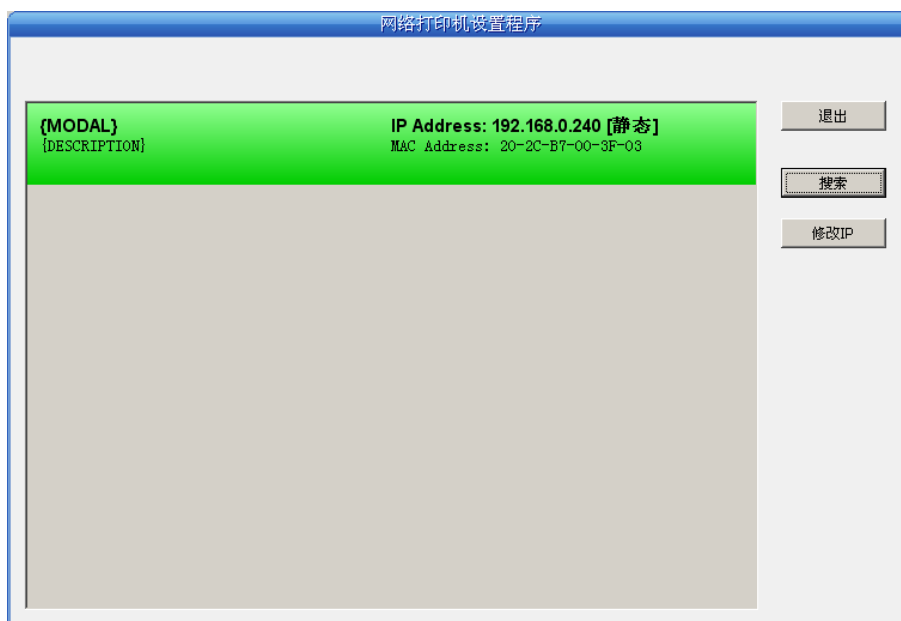 网络打印机设置程序
{MODAL}
{DESCRIPTION}
IP Address: 192.168.0.240 [静态]
MAC Address: 20-2C-B7-00-3F-03
退出
搜索
修改IP